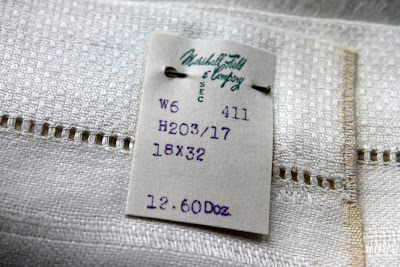 Marshall Field
& Company
SEC
W6 411
H203/17
18X32
12.60Doz.